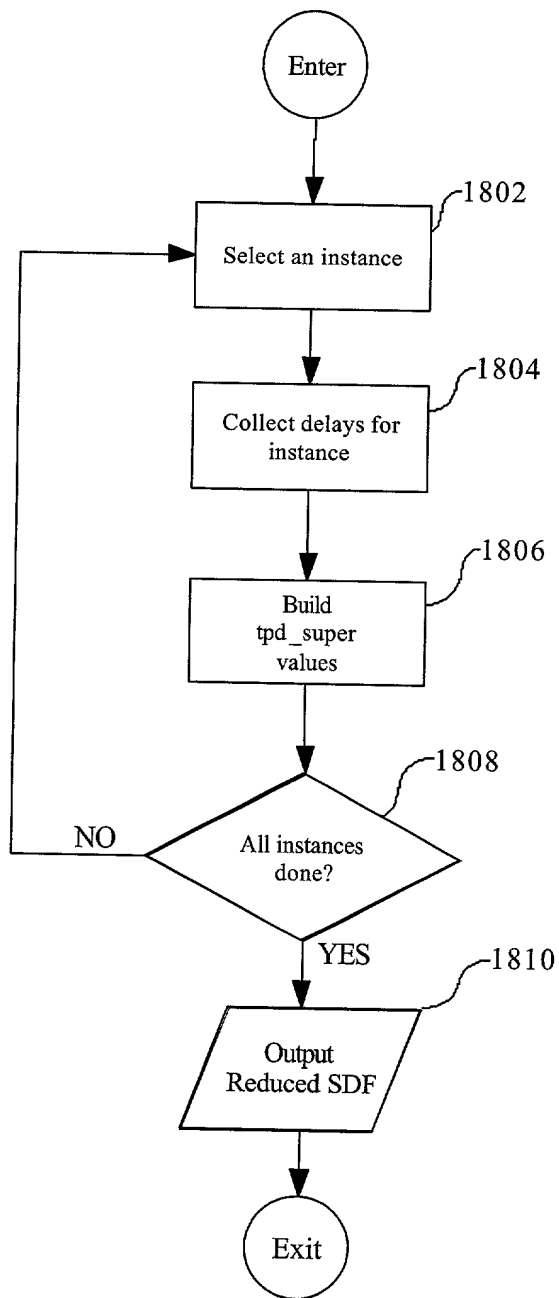 Enter
1802
Select an instance
1804
Collect delays for
instance
1806
Build
tpd_super
values
1808
All instances
done?
NO
YES
1810
Output
Reduced SDF
Exit